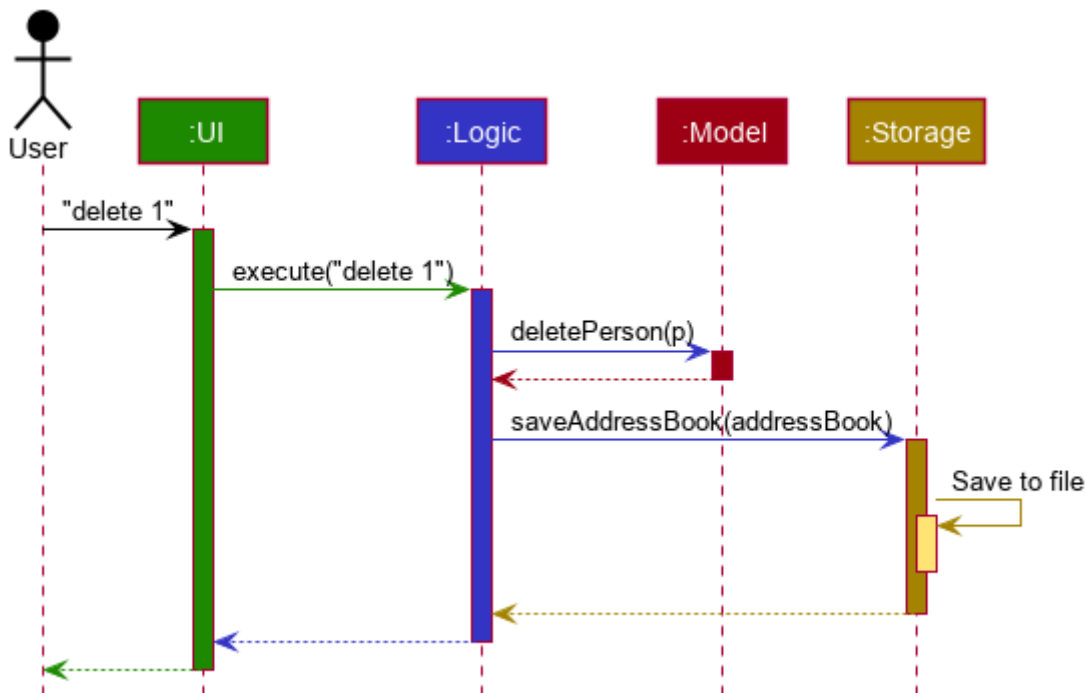 User
:UI
:Logic
:Model
:Storage
"delete 1"
execute("delete 1")
deletePerson(p)
saveAddressBook(addressBook)
Save to file